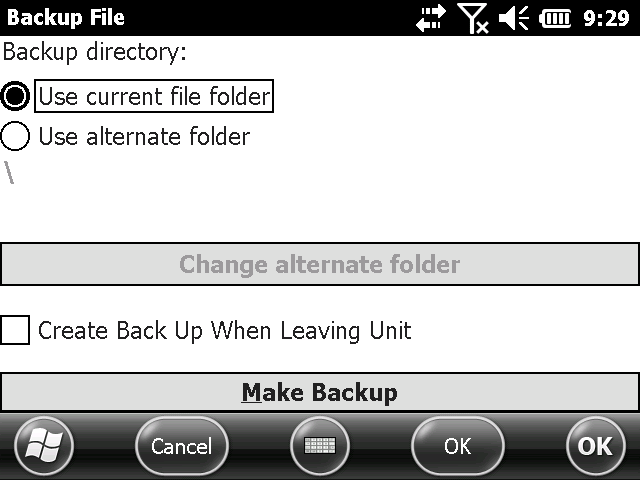 Backup File 9:29
Backup directory:
Use current file folder
Use alternate folder
\
Change alternate folder
Create Back Up When Leaving Unit
Make Backup
Cancel OK OK